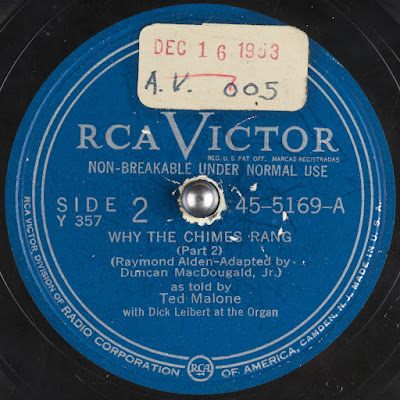 DEC 16 1953
A.V. 005
RCA VICTOR
REG. U.S. PAT. OFF. MARCAS REGISTRADAS
NON-BREAKABLE UNDER NORMAL USE
SIDE 2 45-5169-A
Y 357
WHY THE CHIMES RANG
(Part 2)
(Raymond Alden-Adapted by
Duncan MacDougald, Jr.)
as told by
Ted Malone
with Dick Leibert at the Organ
RCA VICTOR DIVISION OF RADIO CORPORATION OF AMERICA, CAMDEN, N.J. MADE IN U.S.A.
RCA